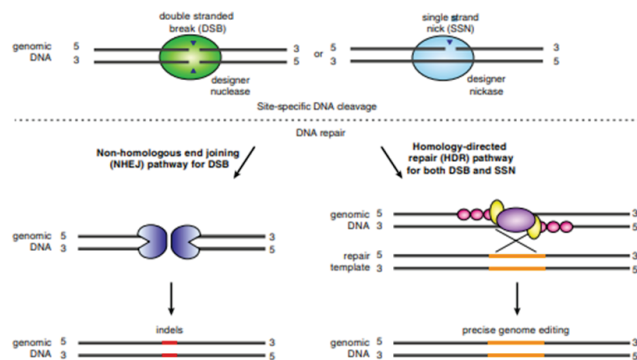 double stranded
break (DSB)
single strand
nick (SSN)
genomic 5 3 or 5 3
DNA 3 5 3 5
designer
nuclease
designer
nickase
Site-specific DNA cleavage
DNA repair
Non-homologous end joining
(NHEJ) pathway for DSB
Homology-directed
repair (HDR) pathway
for both DSB and SSN
genomic 5 3
DNA 3 5
genomic 5 3
DNA 3 5
repair 5 3
template 3 5
indels
genomic 5 3
DNA 3 5
precise genome editing
genomic 5 3
DNA 3 5